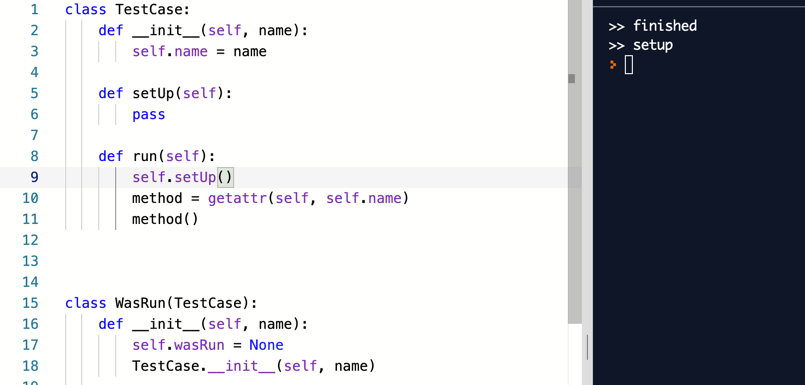 1 class TestCase:
2 def __init__(self, name):
3 self.name = name
4
5 def setUp(self):
6 pass
7
8 def run(self):
9 self.setUp()
10 method = getattr(self, self.name)
11 method()
12
13
14
15 class WasRun(TestCase):
16 def __init__(self, name):
17 self.wasRun = None
18 TestCase.__init__(self, name)
>> finished
>> setup